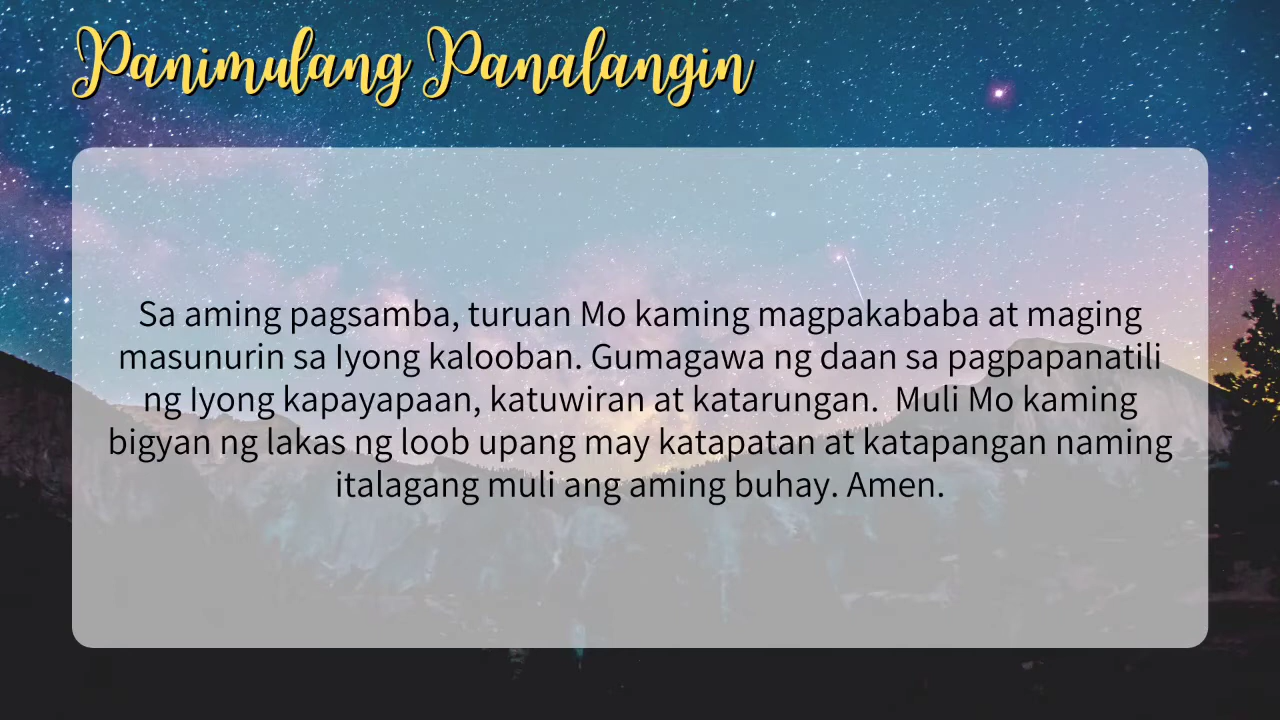 Panimulang Panalangin
Sa aming pagsamba, turuan Mo kaming magpakababa at maging
masunurin sa Iyong kalooban. Gumagawa ng daan sa pagpapanatili
ng Iyong kapayapaan, katuwiran at katarungan.  Muli Mo kaming
bigyan ng lakas ng loob upang may katapatan at katapangan naming
italagang muli ang aming buhay. Amen.